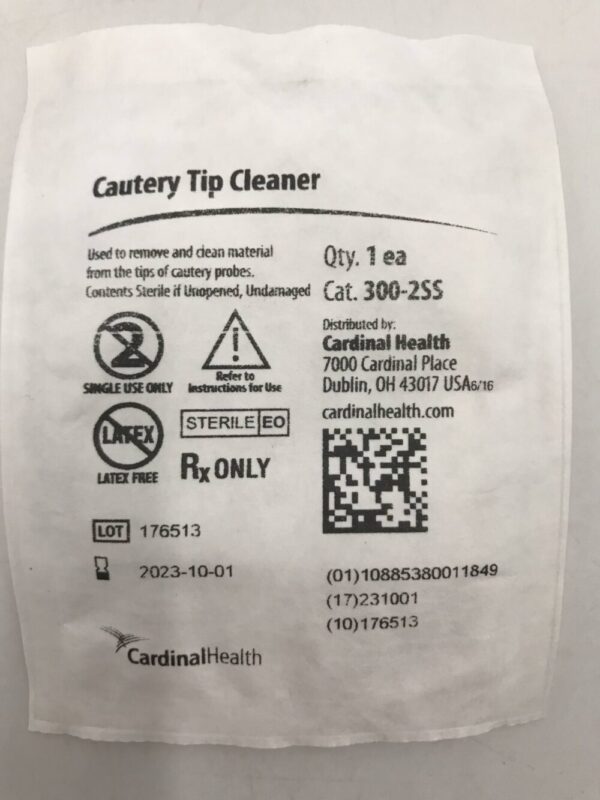 Cautery Tip Cleaner
Used to remove and clean material
from the tips of cautery probes.
Contents Sterile if Unopened, Undamaged
Qty. 1 ea
Cat. 300-2SS
Distributed by:
Cardinal Health
7000 Cardinal Place
Dublin, OH 43017 USA6/16
cardinalhealth.com
2
SINGLE USE ONLY
!
Refer to
Instructions for Use
LATEX
LATEX FREE
STERILE EO
Rx ONLY
LOT 176513
2023-10-01
(01)10885380011849
(17)231001
(10)176513
CardinalHealth